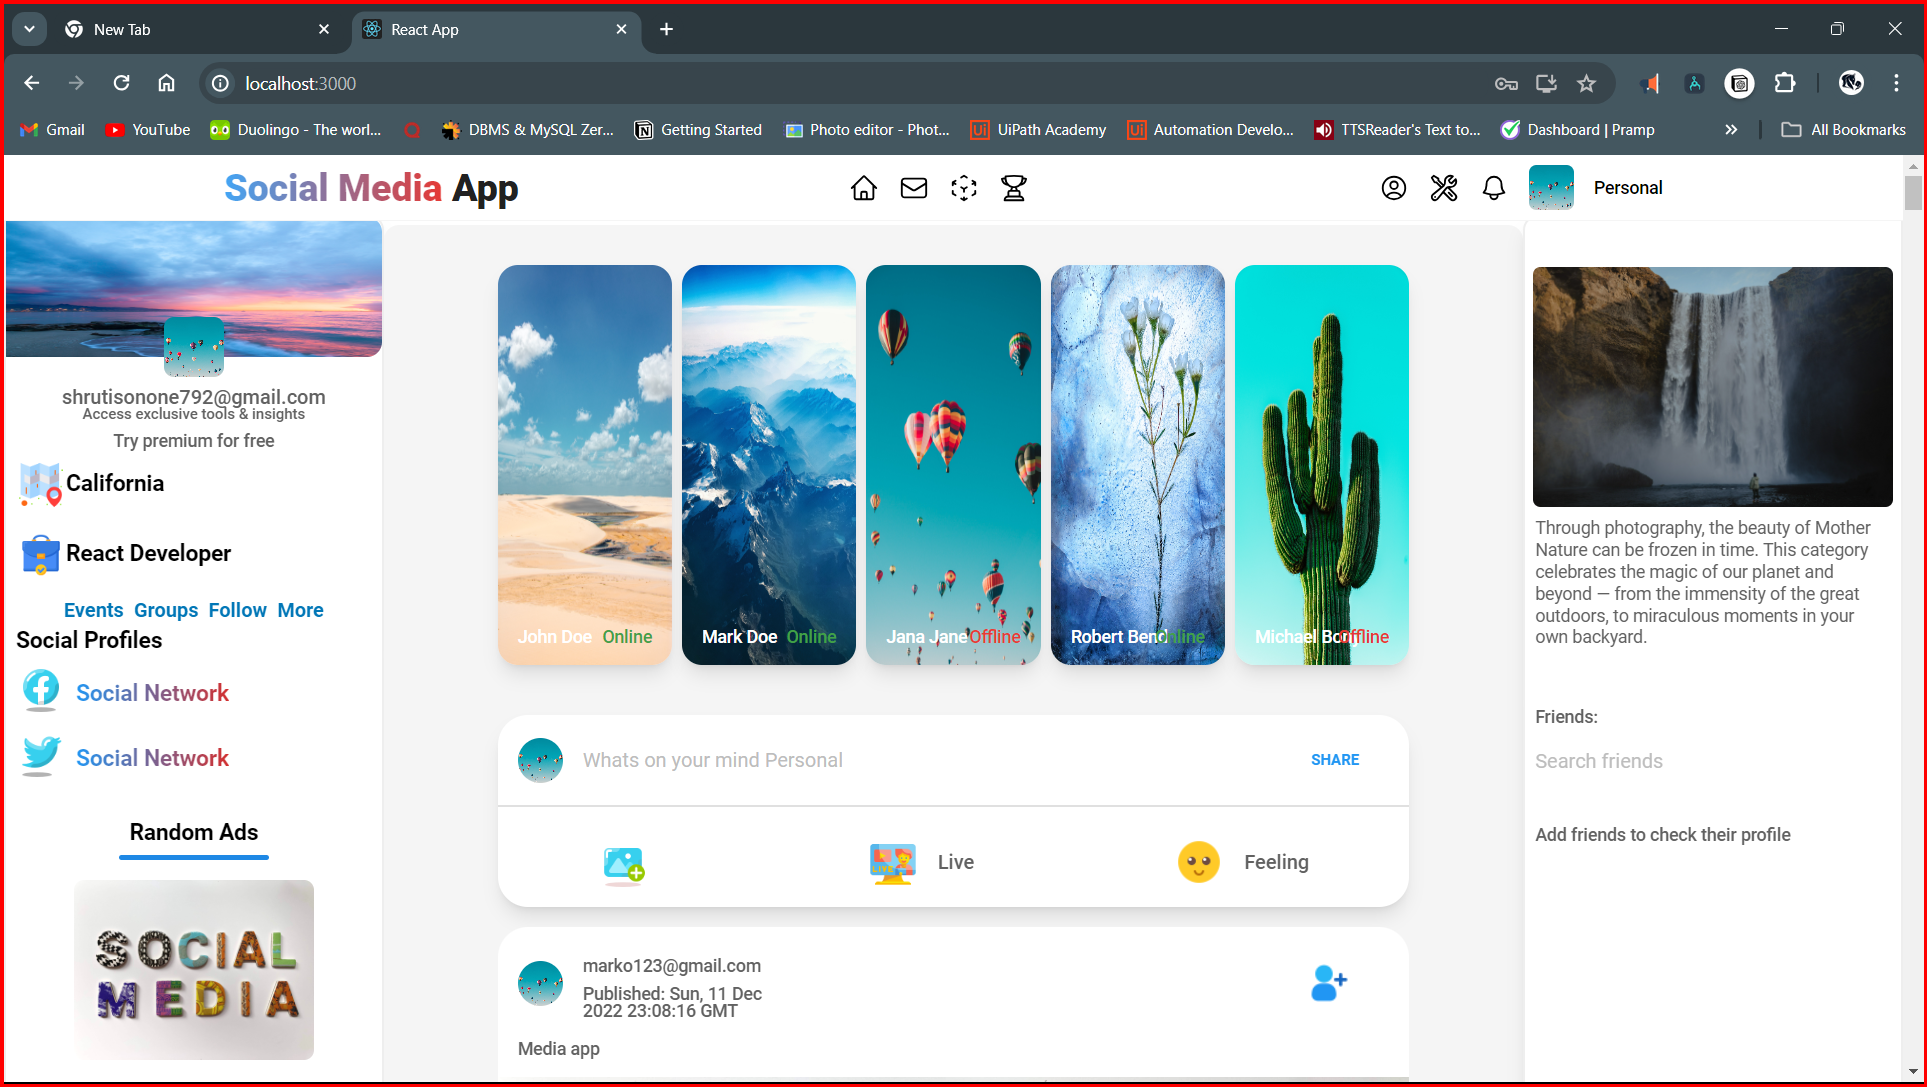 New Tab
React App
localhost:3000
Gmail
YouTube
Duolingo - The worl...
DBMS & MySQL Zer...
Getting Started
Photo editor - Phot...
UiPath Academy
Automation Develo...
TTSReader's Text to...
Dashboard | Pramp
All Bookmarks
Social Media App
Personal
shrutisonone792@gmail.com
Access exclusive tools & insights
Try premium for free
California
React Developer
Events Groups Follow More
Social Profiles
Social Network
Social Network
Random Ads
SOCIAL
MEDIA
John Doe Online
Mark Doe Online
Jana Jane Offline
Robert Bend
Michael Offline
Whats on your mind Personal
SHARE
LIVE
Live
Feeling
marko123@gmail.com
Published: Sun, 11 Dec
2022 23:08:16 GMT
Media app
Through photography, the beauty of Mother
Nature can be frozen in time. This category
celebrates the magic of our planet and
beyond — from the immensity of the great
outdoors, to miraculous moments in your
own backyard.
Friends:
Search friends
Add friends to check their profile